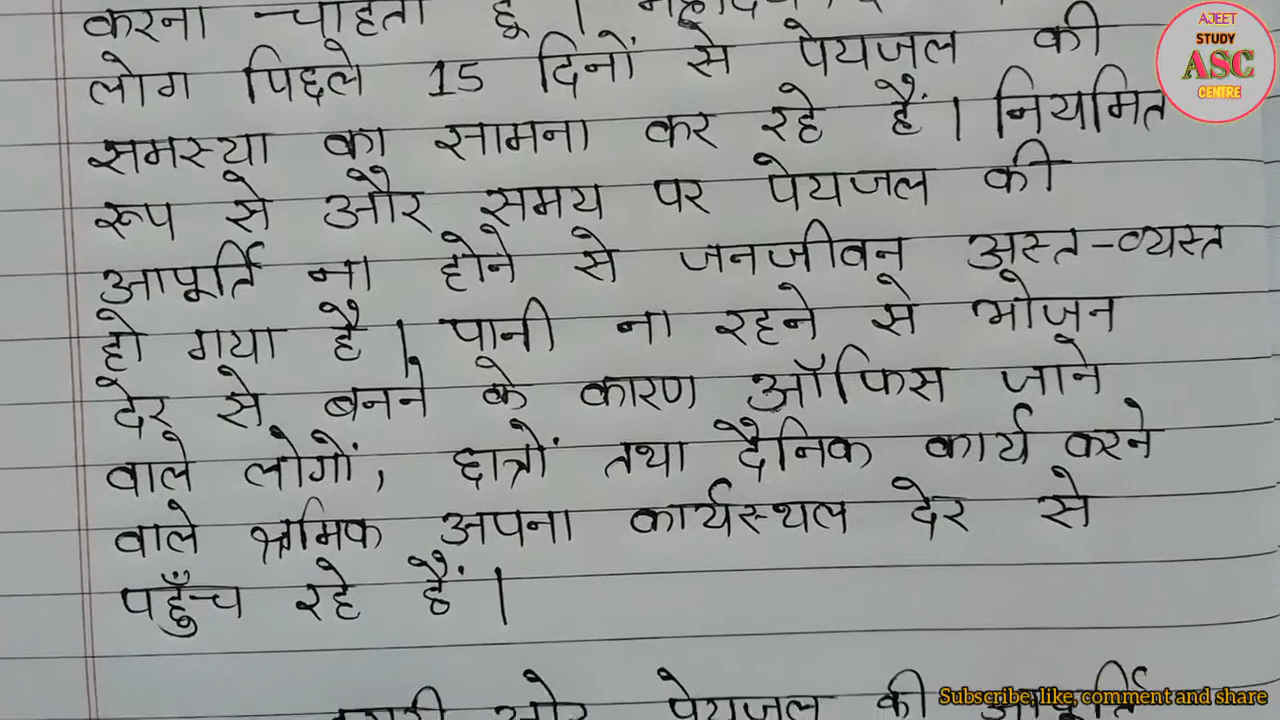 करना चाहता हूँ।
लोग पिछले 15 दिनों से पेयजल की
समस्या का सामना कर रहे हैं। नियमित
रूप से और समय पर पेयजल की
आपूर्ति ना होने से जनजीवन अस्त-व्यस्त
हो गया है। पानी ना रहने से भोजन
देर से बनने के कारण ऑफिस जाने
वाले लोगों, छात्रों तथा दैनिक कार्य करने
वाले श्रमिक अपना कार्यस्थल देर से
पहुँच रहे हैं।
ओर पेयजल की आपूर्ति
AJEET
STUDY
ASC
CENTRE
Subscribe, like, comment and share